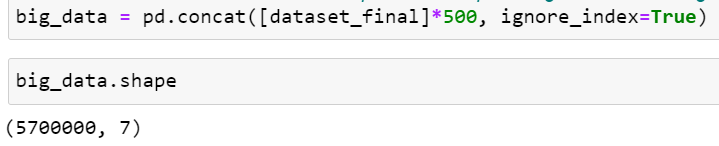 big_data = pd.concat([dataset_final]*500, ignore_index=True)
big_data.shape
(5700000, 7)